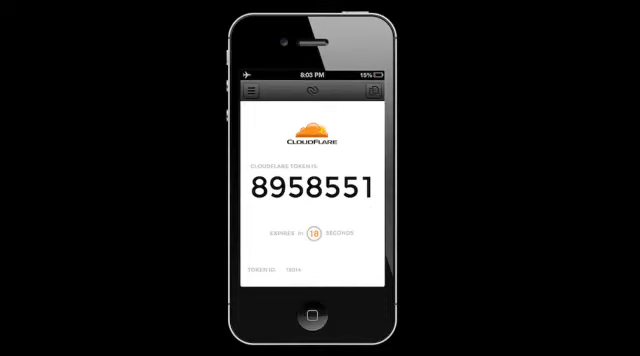 8:03 PM 15%
CLOUDFLARE
CLOUDFLARE TOKEN IS:
8958551
EXPIRES IN 18 SECONDS
TOKEN ID: